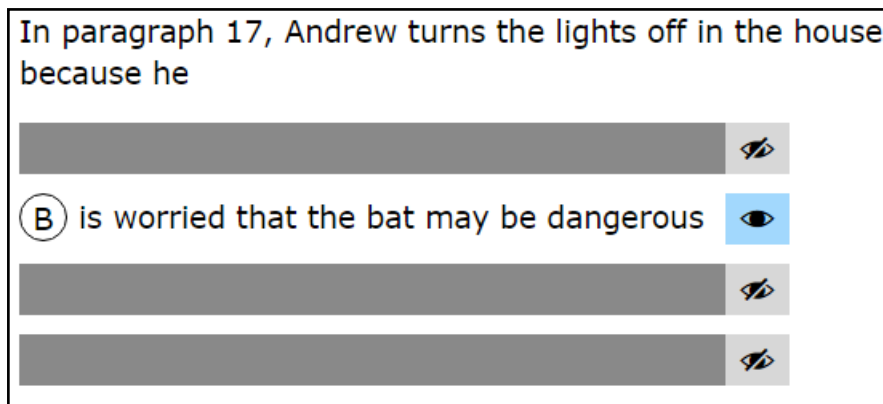 In paragraph 17, Andrew turns the lights off in the house
because he
B is worried that the bat may be dangerous